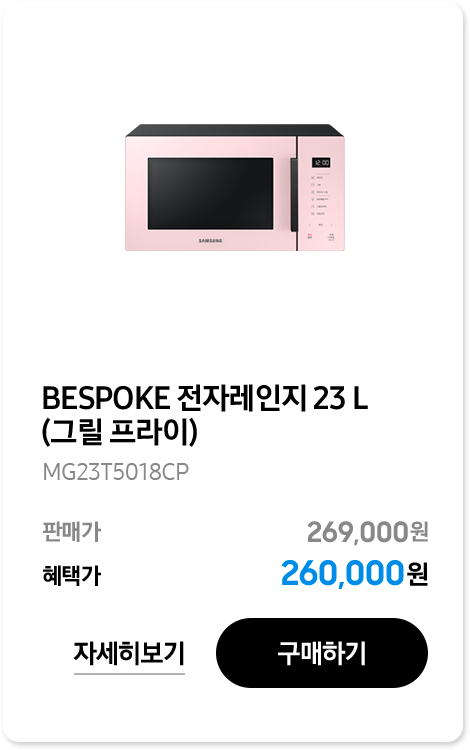 12:00
SAMSUNG
BESPOKE 전자레인지 23 L
(그릴 프라이)
MG23T5018CP
판매가 269,000원
혜택가 260,000원
자세히보기 구매하기